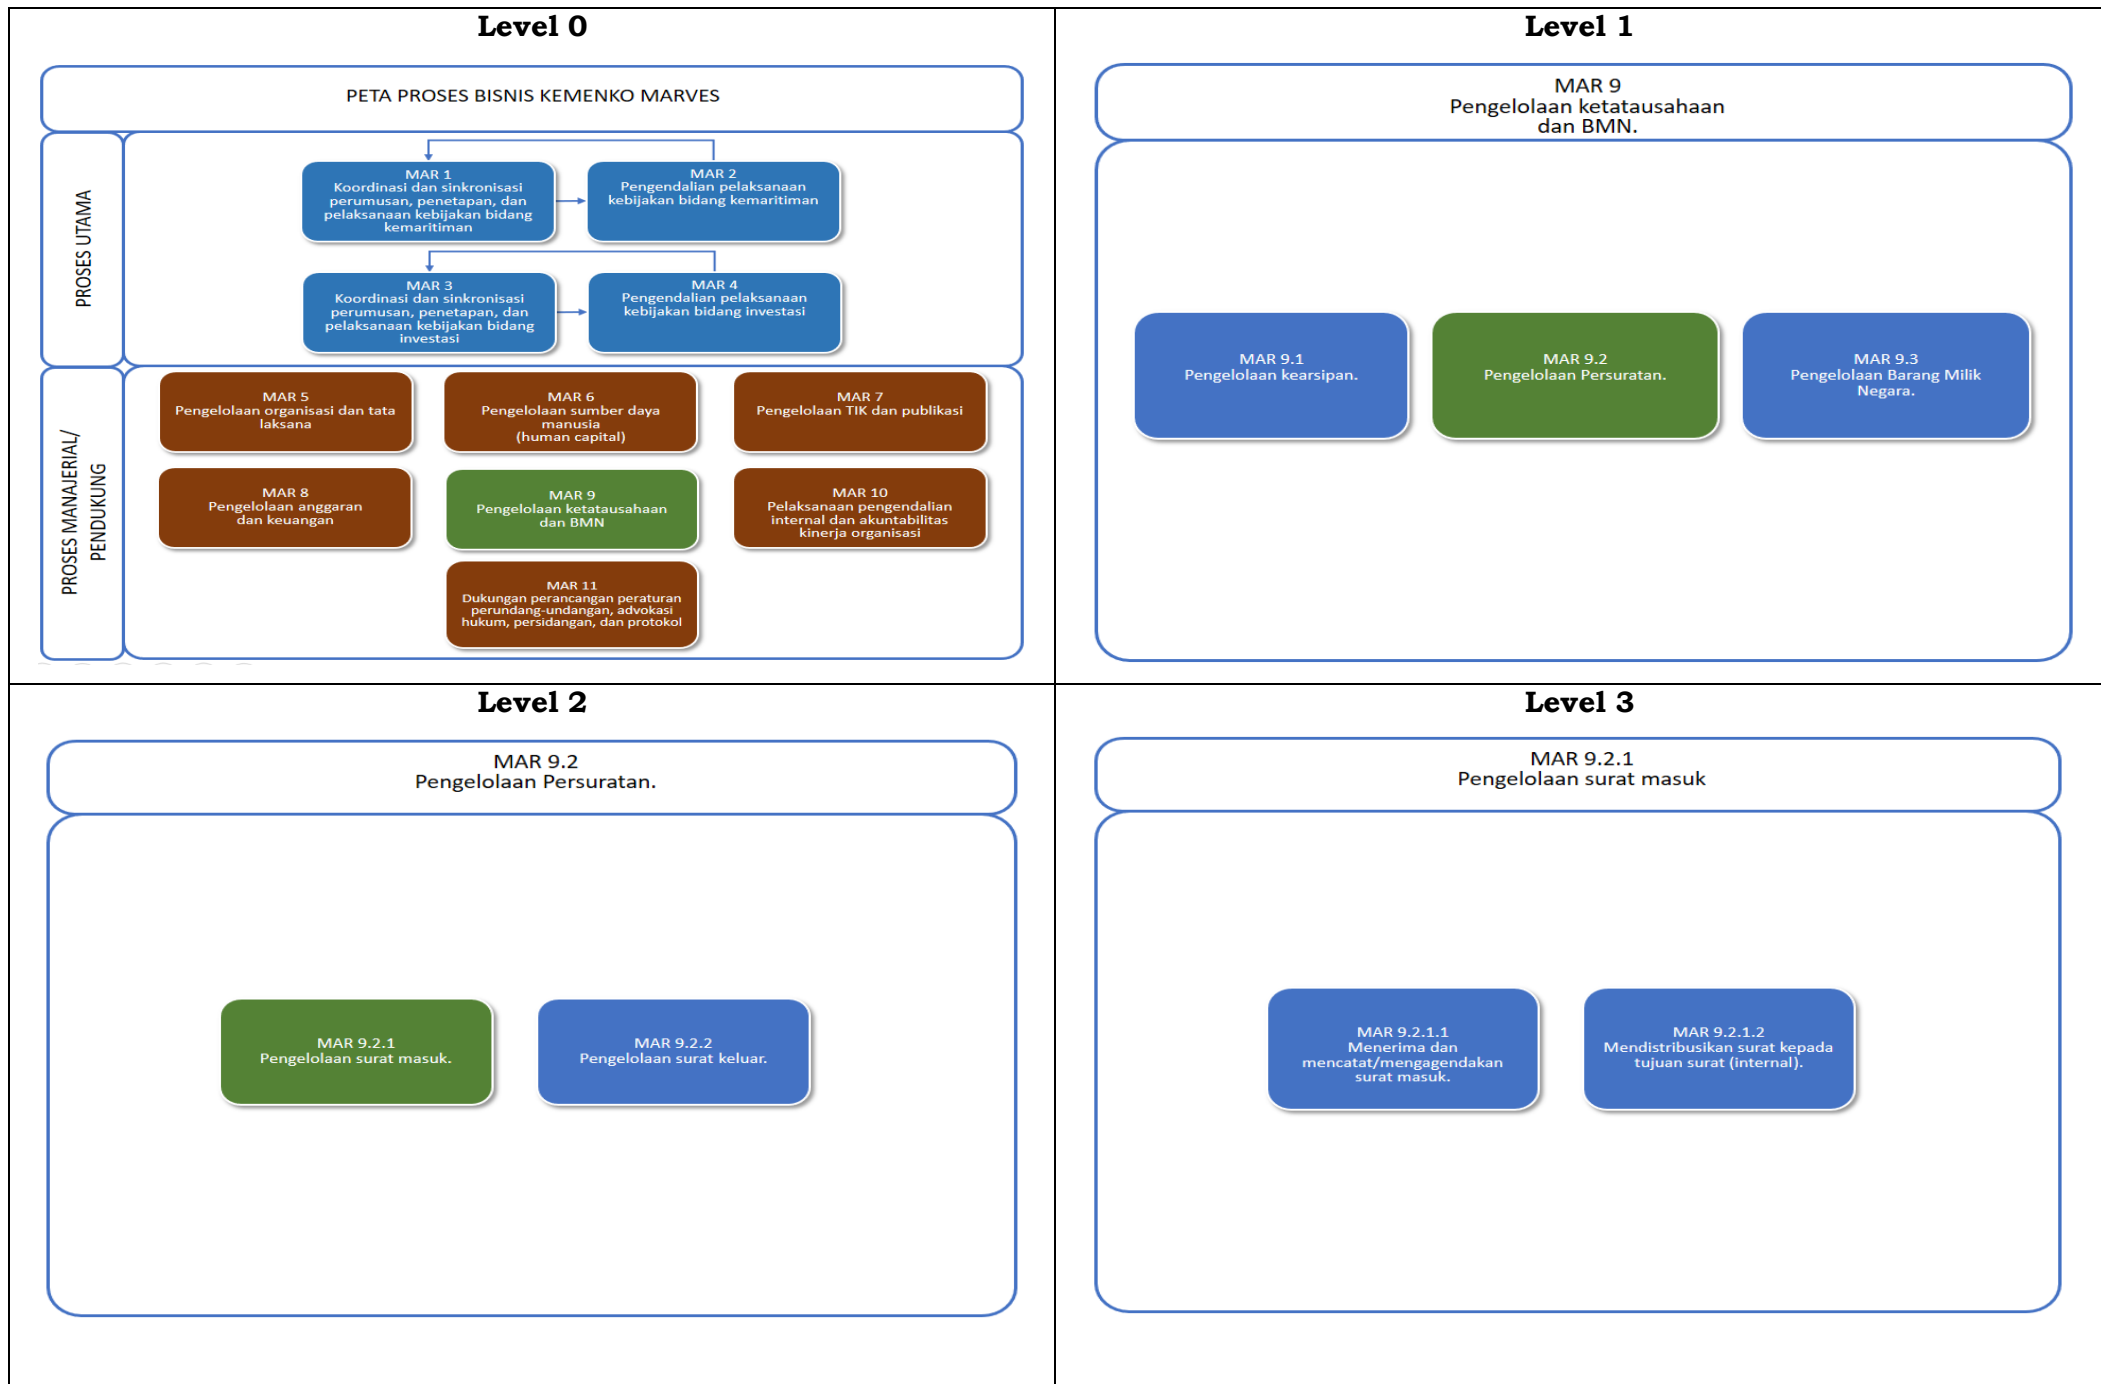 Level 0
PETA PROSES BISNIS KEMENKO MARVES
PROSES UTAMA
MAR 1
Koordinasi dan sinkronisasi
perumusan, penetapan, dan
pelaksanaan kebijakan bidang
kemaritiman
MAR 2
Pengendalian pelaksanaan
kebijakan bidang kemaritiman
MAR 3
Koordinasi dan sinkronisasi
perumusan, penetapan, dan
pelaksanaan kebijakan bidang
investasi
MAR 4
Pengendalian pelaksanaan
kebijakan bidang investasi
PROSES MANAJERIAL/
PENDUKUNG
MAR 5
Pengelolaan organisasi dan tata
laksana
MAR 6
Pengelolaan sumber daya
manusia
(human capital)
MAR 7
Pengelolaan TIK dan publikasi
MAR 8
Pengelolaan anggaran
dan keuangan
MAR 9
Pengelolaan ketatausahaan
dan BMN
MAR 10
Pelaksanaan pengendalian
internal dan akuntabilitas
kinerja organisasi
MAR 11
Dukungan perancangan peraturan
perundang-undangan, advokasi
hukum, persidangan, dan protokol
Level 1
MAR 9
Pengelolaan ketatausahaan
dan BMN.
MAR 9.1
Pengelolaan kearsipan.
MAR 9.2
Pengelolaan Persuratan.
MAR 9.3
Pengelolaan Barang Milik
Negara.
Level 2
MAR 9.2
Pengelolaan Persuratan.
MAR 9.2.1
Pengelolaan surat masuk.
MAR 9.2.2
Pengelolaan surat keluar.
Level 3
MAR 9.2.1
Pengelolaan surat masuk
MAR 9.2.1.1
Menerima dan
mencatat/mengagendakan
surat masuk.
MAR 9.2.1.2
Mendistribusikan surat kepada
tujuan surat (internal).